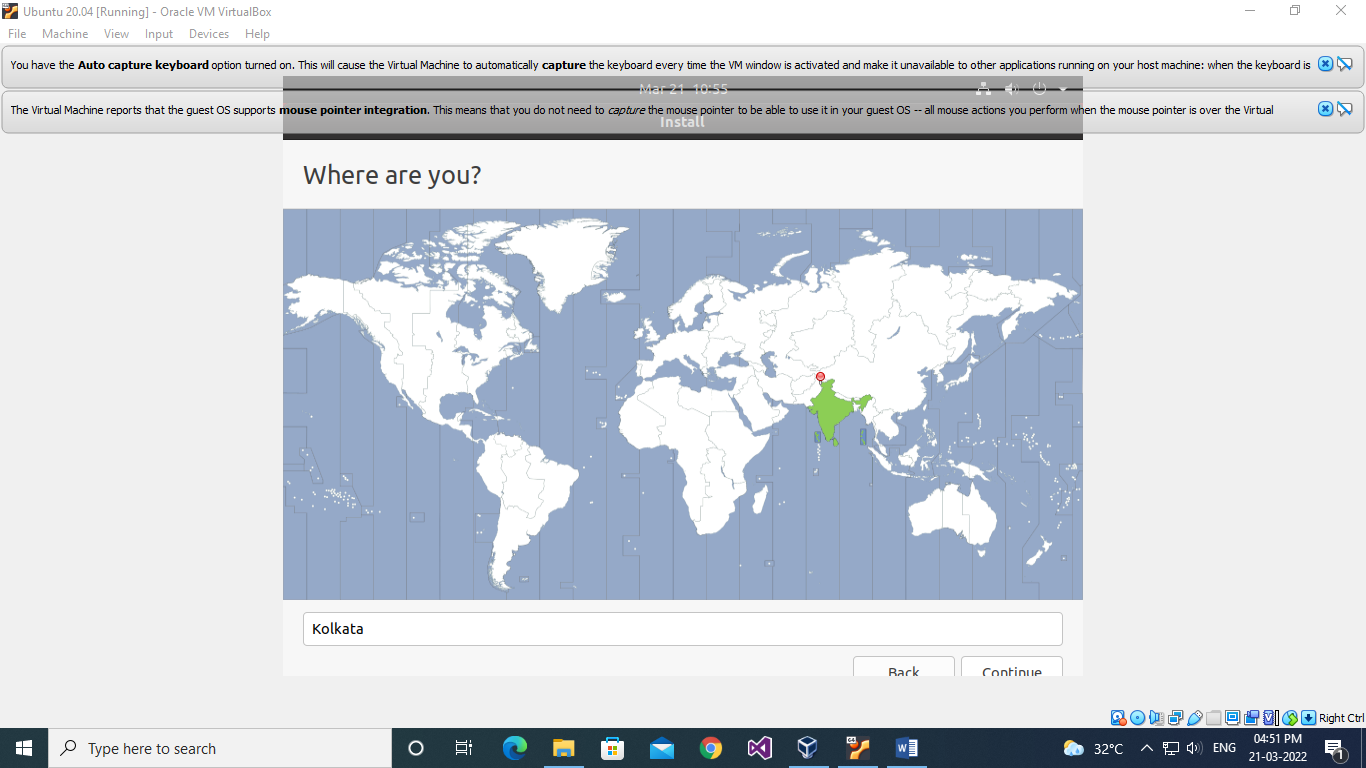 Ubuntu 20.04 [Running] - Oracle VM VirtualBox
File Machine View Input Devices Help
You have the Auto capture keyboard option turned on. This will cause the Virtual Machine to automatically capture the keyboard every time the VM window is activated and make it unavailable to other applications running on your host machine: when the keyboard is
Mar 21 10:55
The Virtual Machine reports that the guest OS supports mouse pointer integration. This means that you do not need to capture the mouse pointer to be able to use it in your guest OS -- all mouse actions you perform when the mouse pointer is over the Virtual
Install
Where are you?
Kolkata
Back Continue
Right Ctrl
Type here to search
32°C ENG 04:51 PM
21-03-2022
1